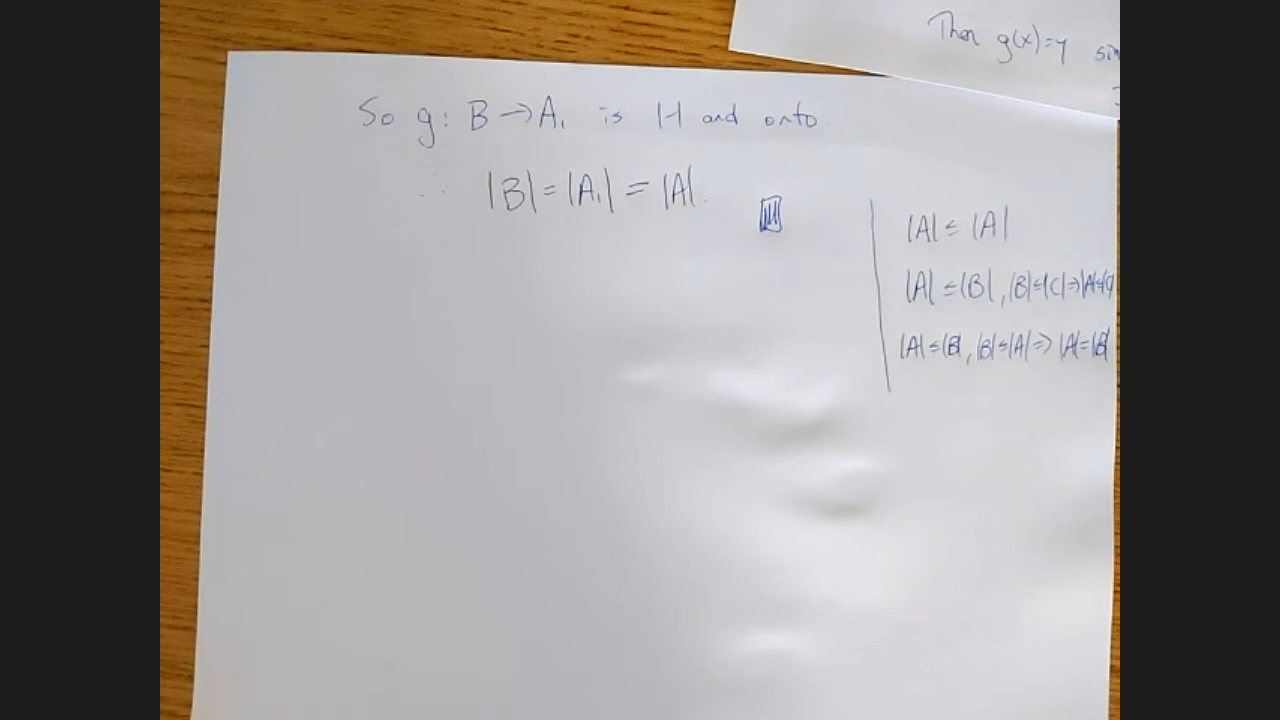 Then g(x)=y
So g: B→A₁ is 1-1 and onto.
∴ |B|=|A₁|=|A|.
|A|≤|A|
|A|≤|B|, |B|≤|C|⇒|A|≤|C|
|A|≤|B|, |B|≤|A|⇒|A|=|B|